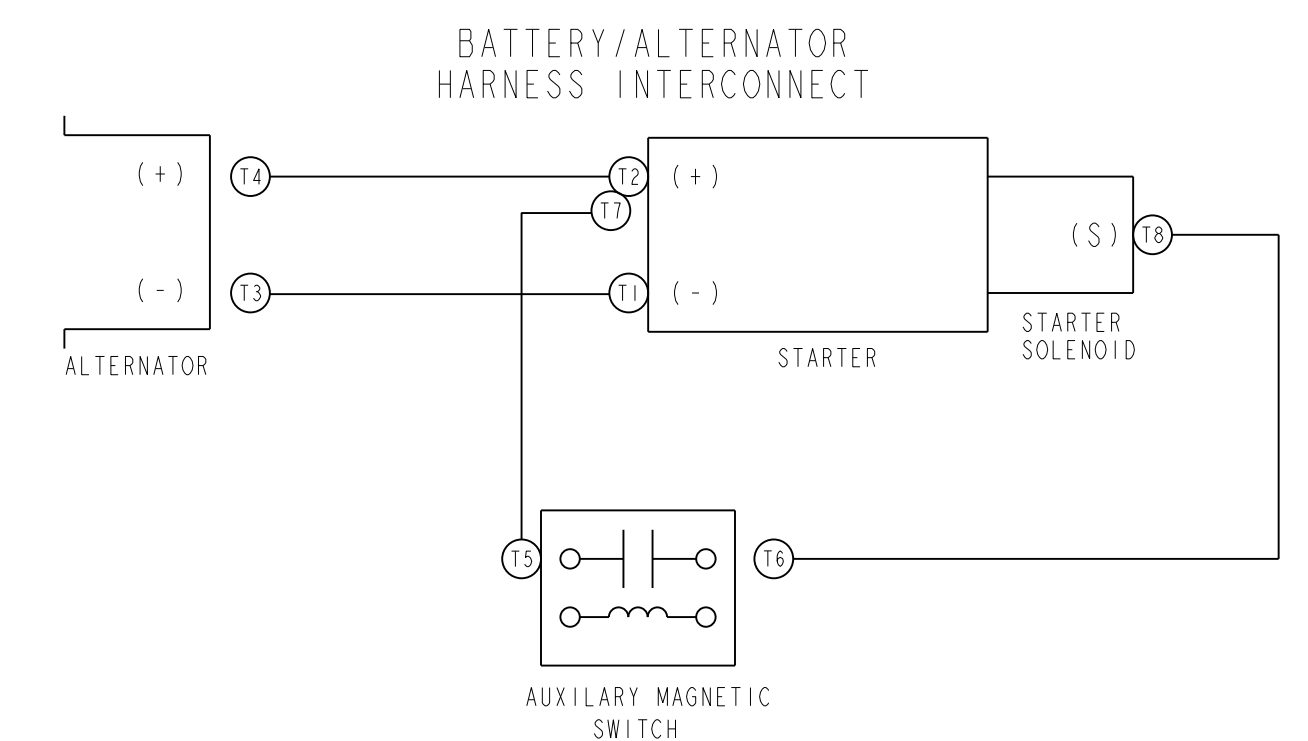 BATTERY/ALTERNATOR
HARNESS INTERCONNECT
(+)
T4
T2
(+)
T7
(S)
T8
(-)
T3
T1
(-)
STARTER
SOLENOID
ALTERNATOR
STARTER
T5
T6
AUXILARY MAGNETIC
SWITCH